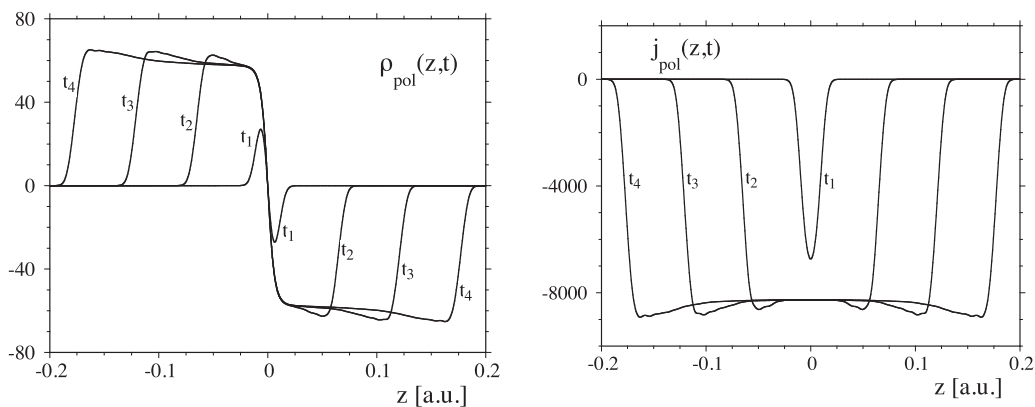 80
40
0
-40
-80
ρpol(z,t)
t4
t3
t2
t1
t1
t2
t3
t4
-0.2 -0.1 0 0.1 0.2
z [a.u.]
0
-4000
-8000
jpol(z,t)
t4 t3 t2 t1
-0.2 -0.1 0 0.1 0.2
z [a.u.]